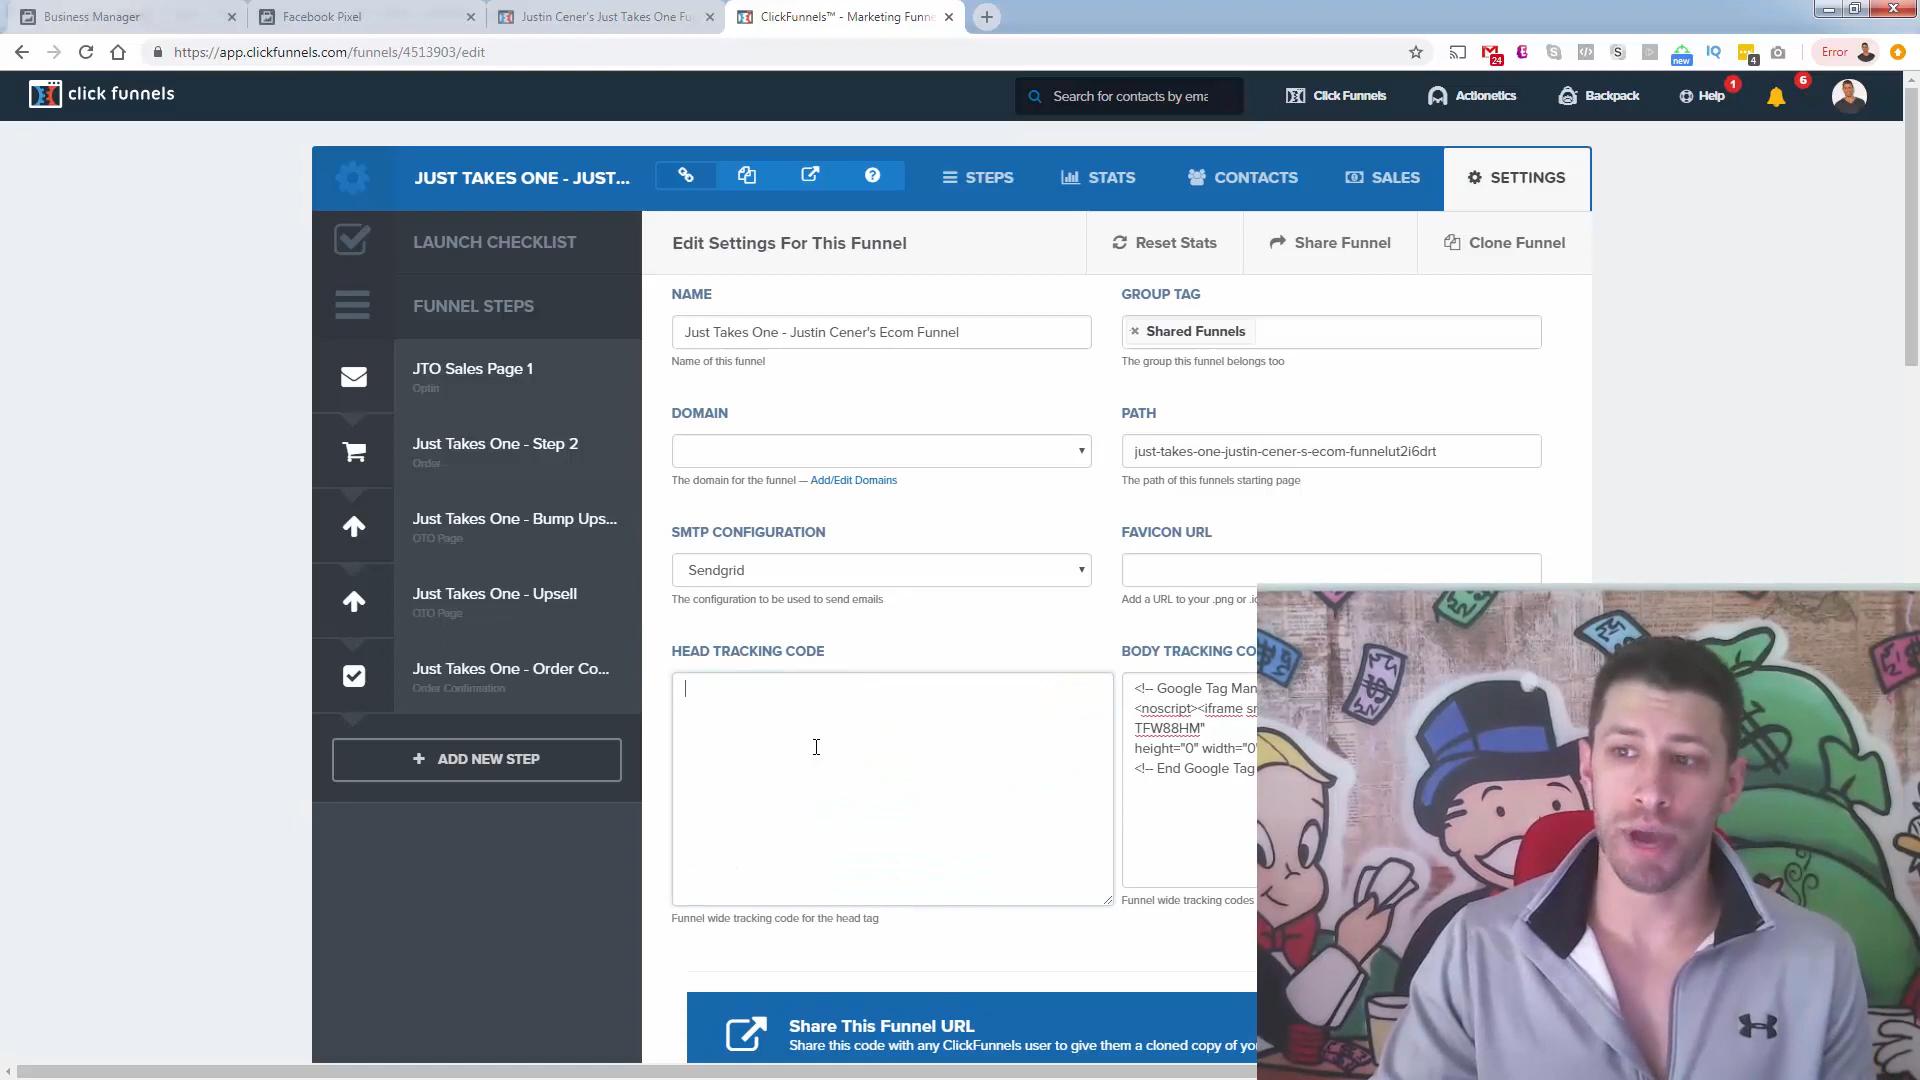 Business Manager
Facebook Pixel
Justin Cener's Just Takes One Fu
ClickFunnels™ - Marketing Funne
https://app.clickfunnels.com/funnels/4513903/edit
24
new
IQ
4
Error
click funnels
Search for contacts by ema
Click Funnels
Actionetics
Backpack
Help
1
6
JUST TAKES ONE - JUST...
STEPS
STATS
CONTACTS
SALES
SETTINGS
LAUNCH CHECKLIST
FUNNEL STEPS
JTO Sales Page 1
Optin
Just Takes One - Step 2
Order
Just Takes One - Bump Ups...
OTO Page
Just Takes One - Upsell
OTO Page
Just Takes One - Order Co...
Order Confirmation
+ ADD NEW STEP
Edit Settings For This Funnel
Reset Stats
Share Funnel
Clone Funnel
NAME
Just Takes One - Justin Cener's Ecom Funnel
Name of this funnel
GROUP TAG
× Shared Funnels
The group this funnel belongs too
DOMAIN
The domain for the funnel — Add/Edit Domains
PATH
just-takes-one-justin-cener-s-ecom-funnelut2i6drt
The path of this funnels starting page
SMTP CONFIGURATION
Sendgrid
The configuration to be used to send emails
FAVICON URL
Add a URL to your .png or .ic
HEAD TRACKING CODE
Funnel wide tracking code for the head tag
BODY TRACKING CO
<!-- Google Tag Man
<noscript><iframe sr
TFW88HM"
height="0" width="0"
<!-- End Google Tag
Funnel wide tracking codes
Share This Funnel URL
Share this code with any ClickFunnels user to give them a cloned copy of yo